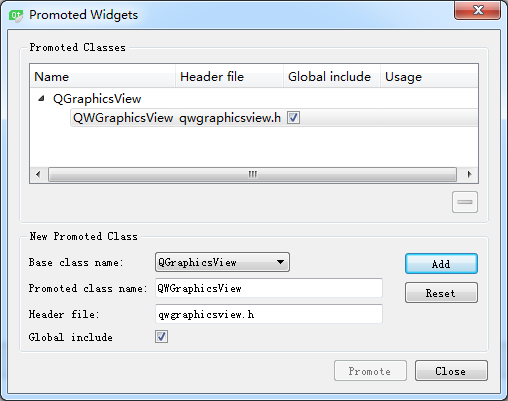 Qt Promoted Widgets
Promoted Classes
Name Header file Global include Usage
QGraphicsView
QWGraphicsView qwgraphicsview.h
New Promoted Class
Base class name: QGraphicsView Add
Promoted class name: QWGraphicsView Reset
Header file: qwgraphicsview.h
Global include
Promote Close